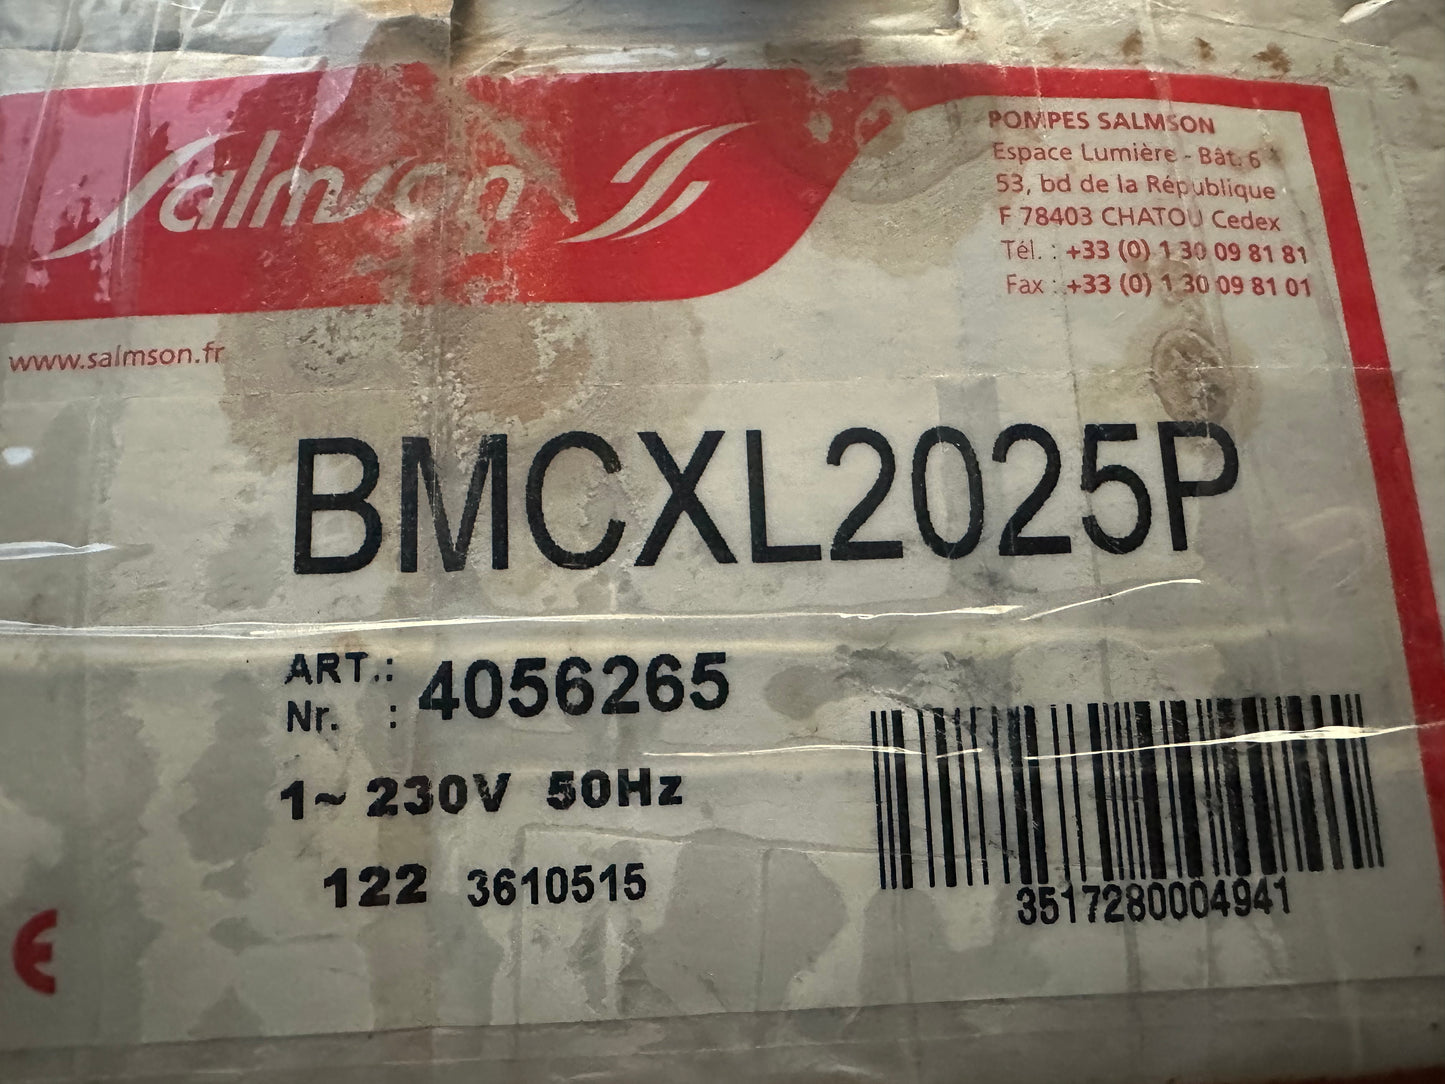 Salmson
POMPES SALMSON
Espace Lumière - Bât. 6
53, bd de la République
F 78403 CHATOU Cedex
Tél. : +33 (0) 1 30 09 81 81
Fax : +33 (0) 1 30 09 81 01
www.salmson.fr
BMCXL2025P
ART.: 4056265
Nr. :
1~ 230V 50Hz
122 3610515
3517280004941
CE